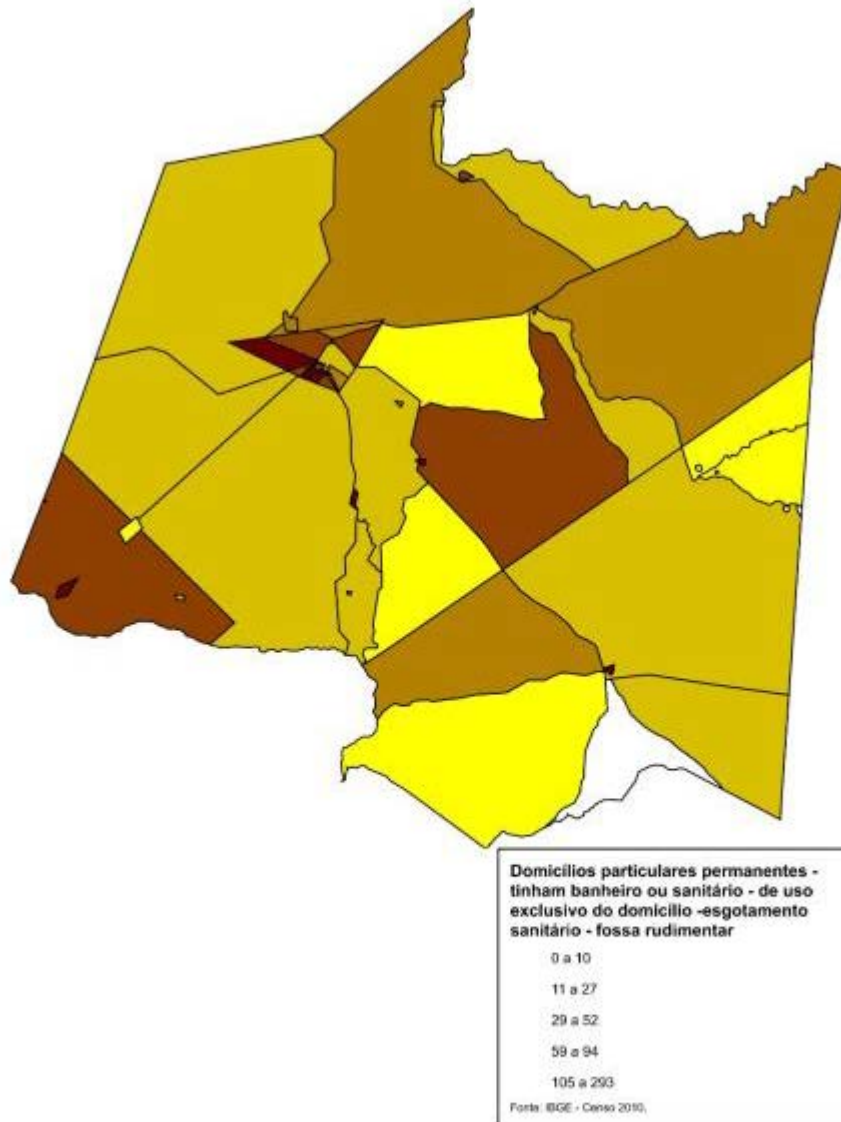 Domicílios particulares permanentes -
tinham banheiro ou sanitário - de uso
exclusivo do domicílio -esgotamento
sanitário - fossa rudimentar
0 a 10
11 a 27
29 a 52
59 a 94
105 a 293
Fonte: IBGE - Censo 2010.